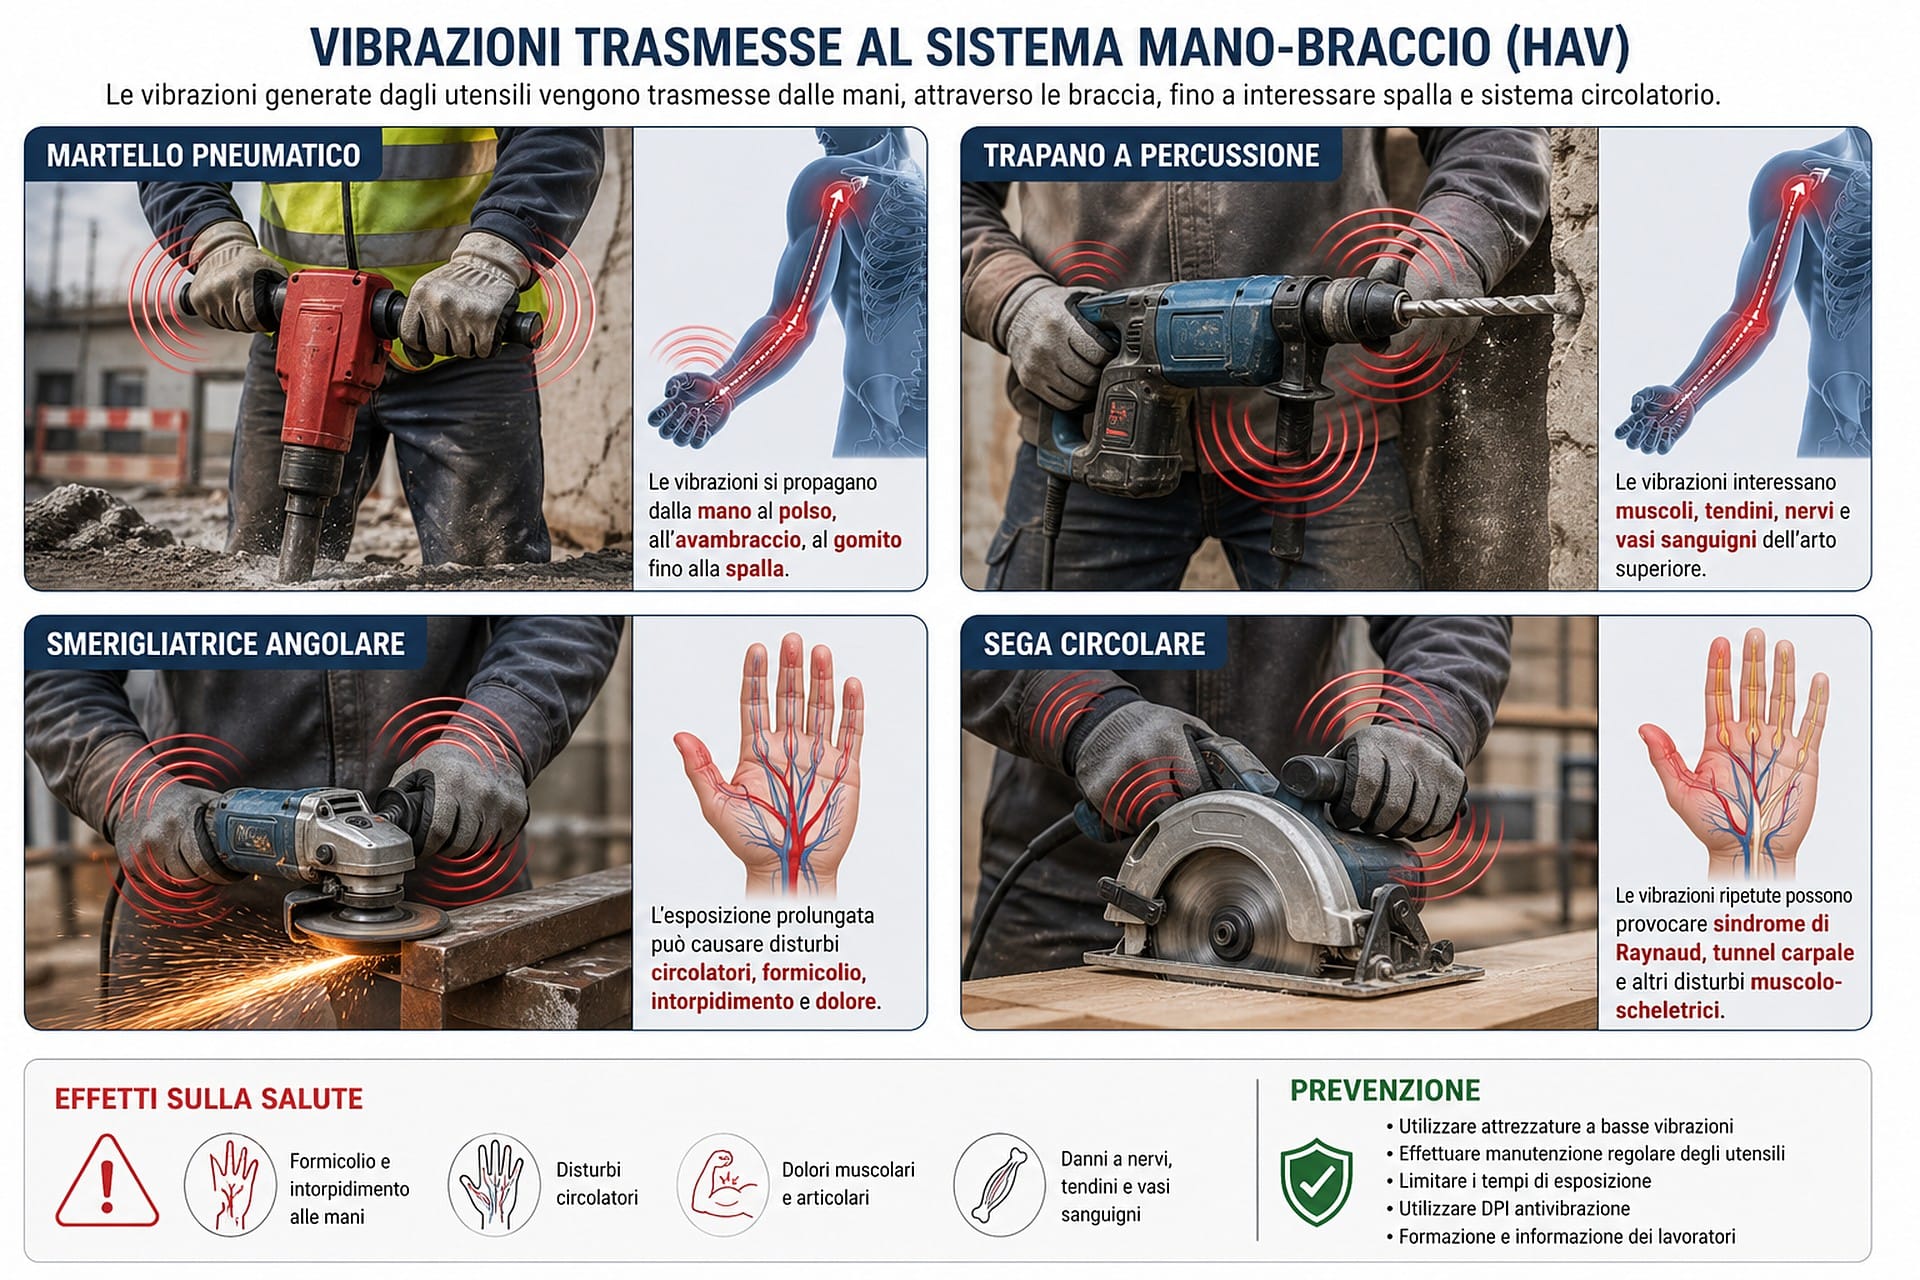 VIBRAZIONI TRASMESSE AL SISTEMA MANO-BRACCIO (HAV)
Le vibrazioni generate dagli utensili vengono trasmesse dalle mani, attraverso le braccia, fino a interessare spalla e sistema circolatorio.
MARTELLO PNEUMATICO
Le vibrazioni si propagano
dalla mano al polso,
all'avambraccio, al gomito
fino alla spalla.
TRAPANO A PERCUSSIONE
Le vibrazioni interessano
muscoli, tendini, nervi e
vasi sanguigni dell'arto
superiore.
SMERIGLIATRICE ANGOLARE
L'esposizione prolungata
può causare disturbi
circolatori, formicolio,
intorpidimento e dolore.
SEGA CIRCOLARE
Le vibrazioni ripetute possono
provocare sindrome di
Raynaud, tunnel carpale
e altri disturbi muscolo-
scheletrici.
EFFETTI SULLA SALUTE
Formicolio e
intorpidimento
alle mani
Disturbi
circolatori
Dolori muscolari
e articolari
Danni a nervi,
tendini e vasi
sanguigni
PREVENZIONE
• Utilizzare attrezzature a basse vibrazioni
• Effettuare manutenzione regolare degli utensili
• Limitare i tempi di esposizione
• Utilizzare DPI antivibrazione
• Formazione e informazione dei lavoratori